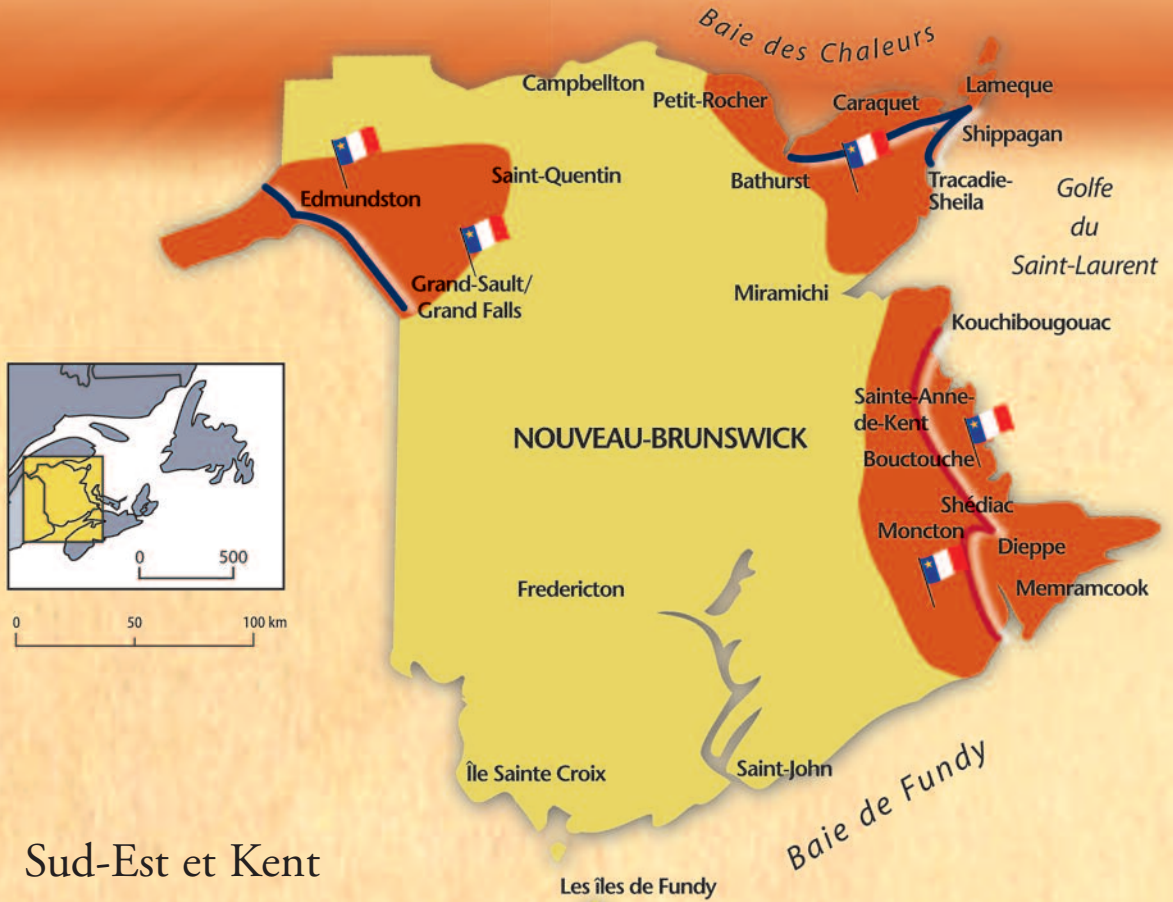 Baie des Chaleurs
Campbellton
Petit-Rocher
Caraquet
Lameque
Shippagan
Bathurst
Tracadie-
Sheila
Golfe
du
Saint-Laurent
Saint-Quentin
Edmundston
Grand-Sault/
Grand Falls
Miramichi
Kouchibougouac
Sainte-Anne-
de-Kent
Bouctouche
NOUVEAU-BRUNSWICK
Shédiac
Moncton
Dieppe
Memramcook
0 500
0 50 100 km
Fredericton
Île Sainte Croix
Saint-John
Baie de Fundy
Sud-Est et Kent
Les îles de Fundy